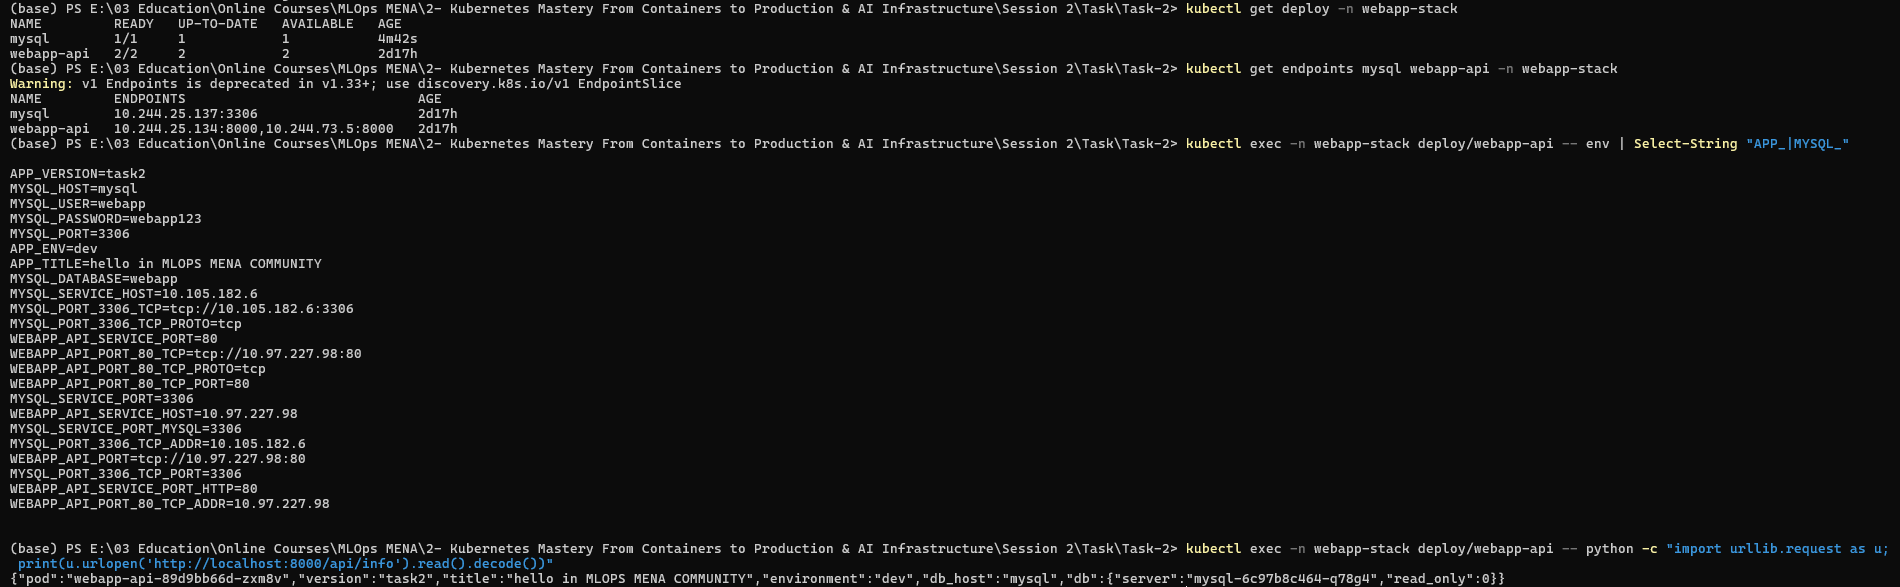 (base) PS E:\03 Education\Online Courses\MLOps MENA\2- Kubernetes Mastery From Containers to Production & AI Infrastructure\Session 2\Task\Task-2> kubectl get deploy -n webapp-stack
NAME         READY   UP-TO-DATE   AVAILABLE   AGE
mysql        1/1     1            1           4m42s
webapp-api   2/2     2            2           2d17h
(base) PS E:\03 Education\Online Courses\MLOps MENA\2- Kubernetes Mastery From Containers to Production & AI Infrastructure\Session 2\Task\Task-2> kubectl get endpoints mysql webapp-api -n webapp-stack
Warning: v1 Endpoints is deprecated in v1.33+; use discovery.k8s.io/v1 EndpointSlice
NAME         ENDPOINTS                             AGE
mysql        10.244.25.137:3306                    2d17h
webapp-api   10.244.25.134:8000,10.244.73.5:8000   2d17h
(base) PS E:\03 Education\Online Courses\MLOps MENA\2- Kubernetes Mastery From Containers to Production & AI Infrastructure\Session 2\Task\Task-2> kubectl exec -n webapp-stack deploy/webapp-api -- env | Select-String "APP_|MYSQL_"
APP_VERSION=task2
MYSQL_HOST=mysql
MYSQL_USER=webapp
MYSQL_PASSWORD=webapp123
MYSQL_PORT=3306
APP_ENV=dev
APP_TITLE=hello in MLOPS MENA COMMUNITY
MYSQL_DATABASE=webapp
MYSQL_SERVICE_HOST=10.105.182.6
MYSQL_PORT_3306_TCP=tcp://10.105.182.6:3306
MYSQL_PORT_3306_TCP_PROTO=tcp
WEBAPP_API_SERVICE_PORT=80
WEBAPP_API_PORT_80_TCP=tcp://10.97.227.98:80
WEBAPP_API_PORT_80_TCP_PROTO=tcp
WEBAPP_API_PORT_80_TCP_PORT=80
MYSQL_SERVICE_PORT=3306
WEBAPP_API_SERVICE_HOST=10.97.227.98
MYSQL_SERVICE_PORT_MYSQL=3306
MYSQL_PORT_3306_TCP_ADDR=10.105.182.6
WEBAPP_API_PORT=tcp://10.97.227.98:80
MYSQL_PORT_3306_TCP_PORT=3306
WEBAPP_API_SERVICE_PORT_HTTP=80
WEBAPP_API_PORT_80_TCP_ADDR=10.97.227.98
(base) PS E:\03 Education\Online Courses\MLOps MENA\2- Kubernetes Mastery From Containers to Production & AI Infrastructure\Session 2\Task\Task-2> kubectl exec -n webapp-stack deploy/webapp-api -- python -c "import urllib.request as u;
print(u.urlopen('http://localhost:8000/api/info').read().decode())"
{"pod":"webapp-api-89d9bb66d-zxm8v","version":"task2","title":"hello in MLOPS MENA COMMUNITY","environment":"dev","db_host":"mysql","db":{"server":"mysql-6c97b8c464-q78g4","read_only":0}}